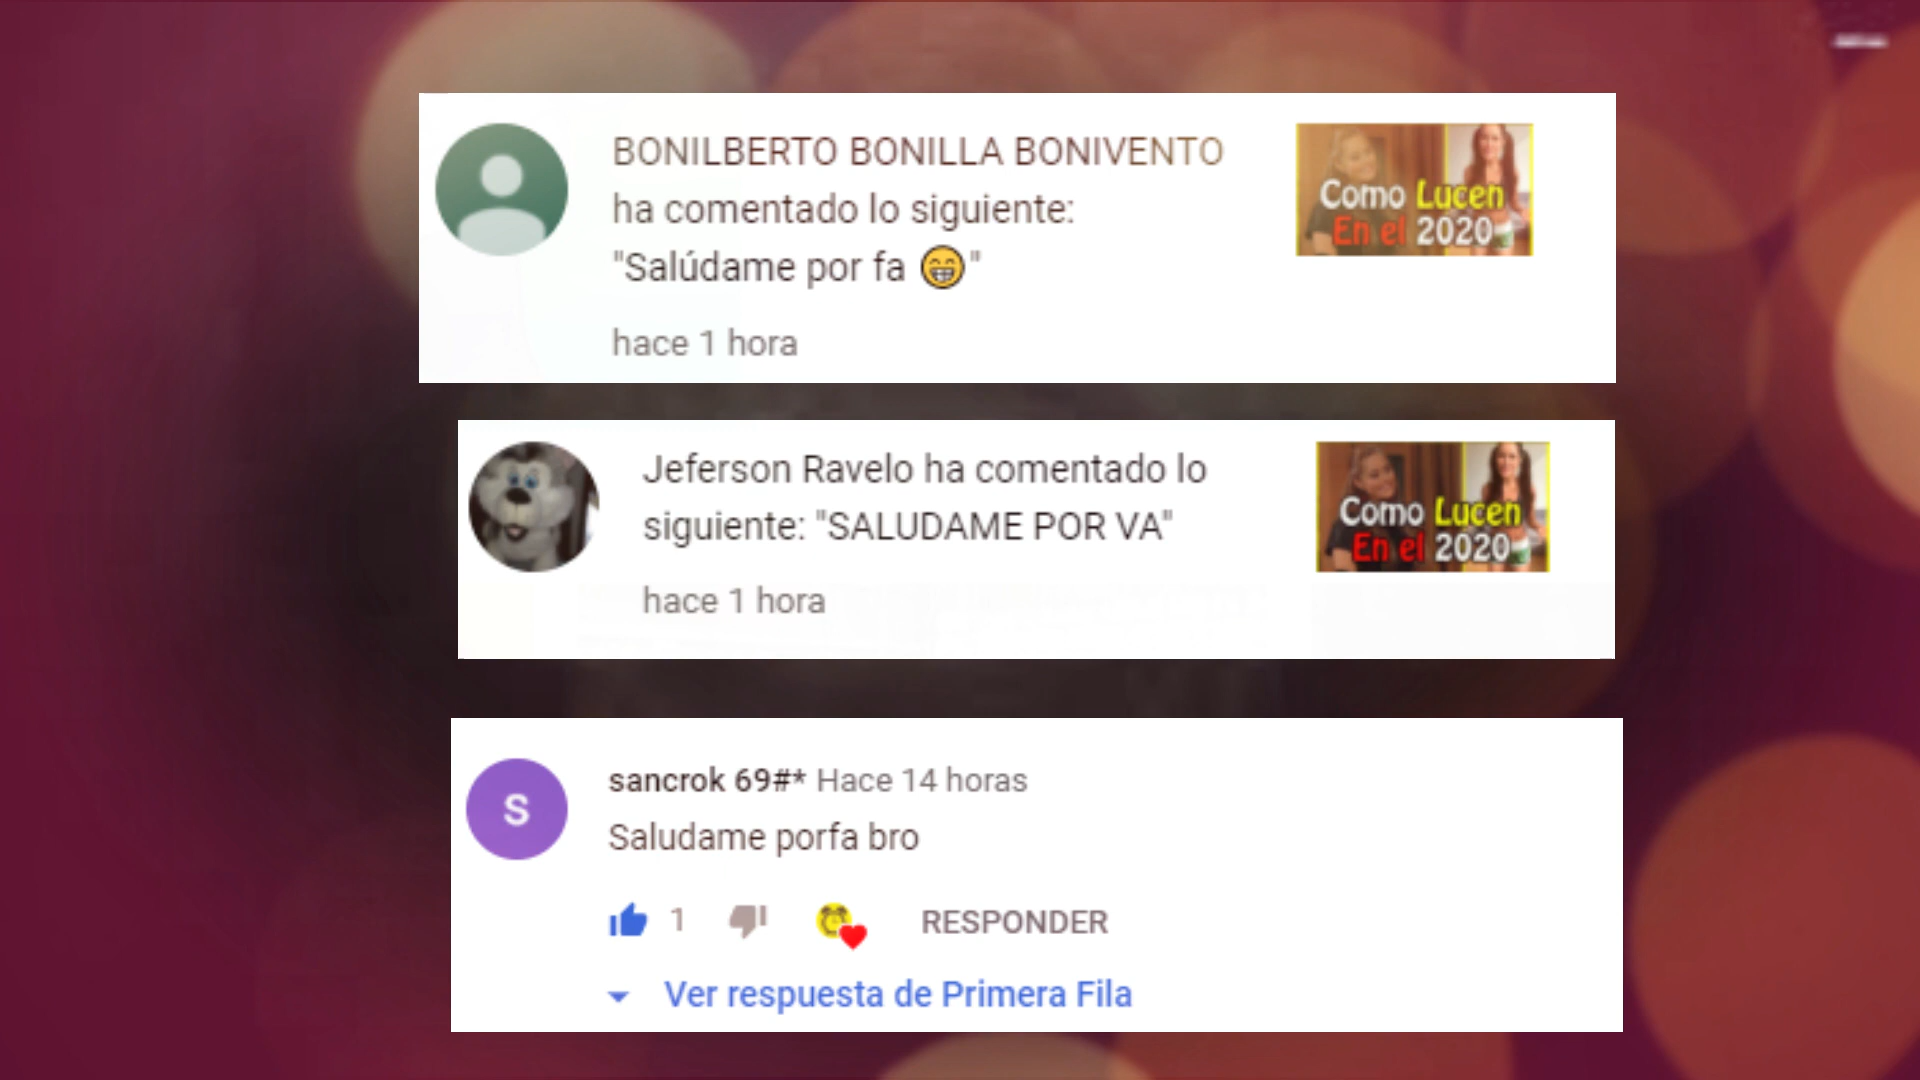 BONILBERTO BONILLA BONIVENTO
ha comentado lo siguiente:
"Salúdame por fa 😁"
hace 1 hora
Como Lucen
En el 2020
Jeferson Ravelo ha comentado lo
siguiente: "SALUDAME POR VA"
hace 1 hora
Como Lucen
En el 2020
S
sancrok 69#* Hace 14 horas
Saludame porfa bro
1
RESPONDER
Ver respuesta de Primera Fila